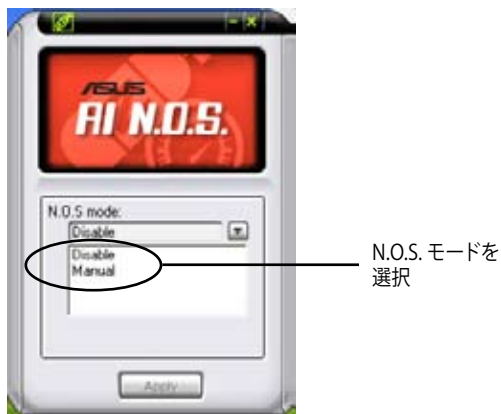 ASUS
AI N.O.S.
N.O.S mode:
Disable
Disable
Manual
Apply
N.O.S. モードを
選択